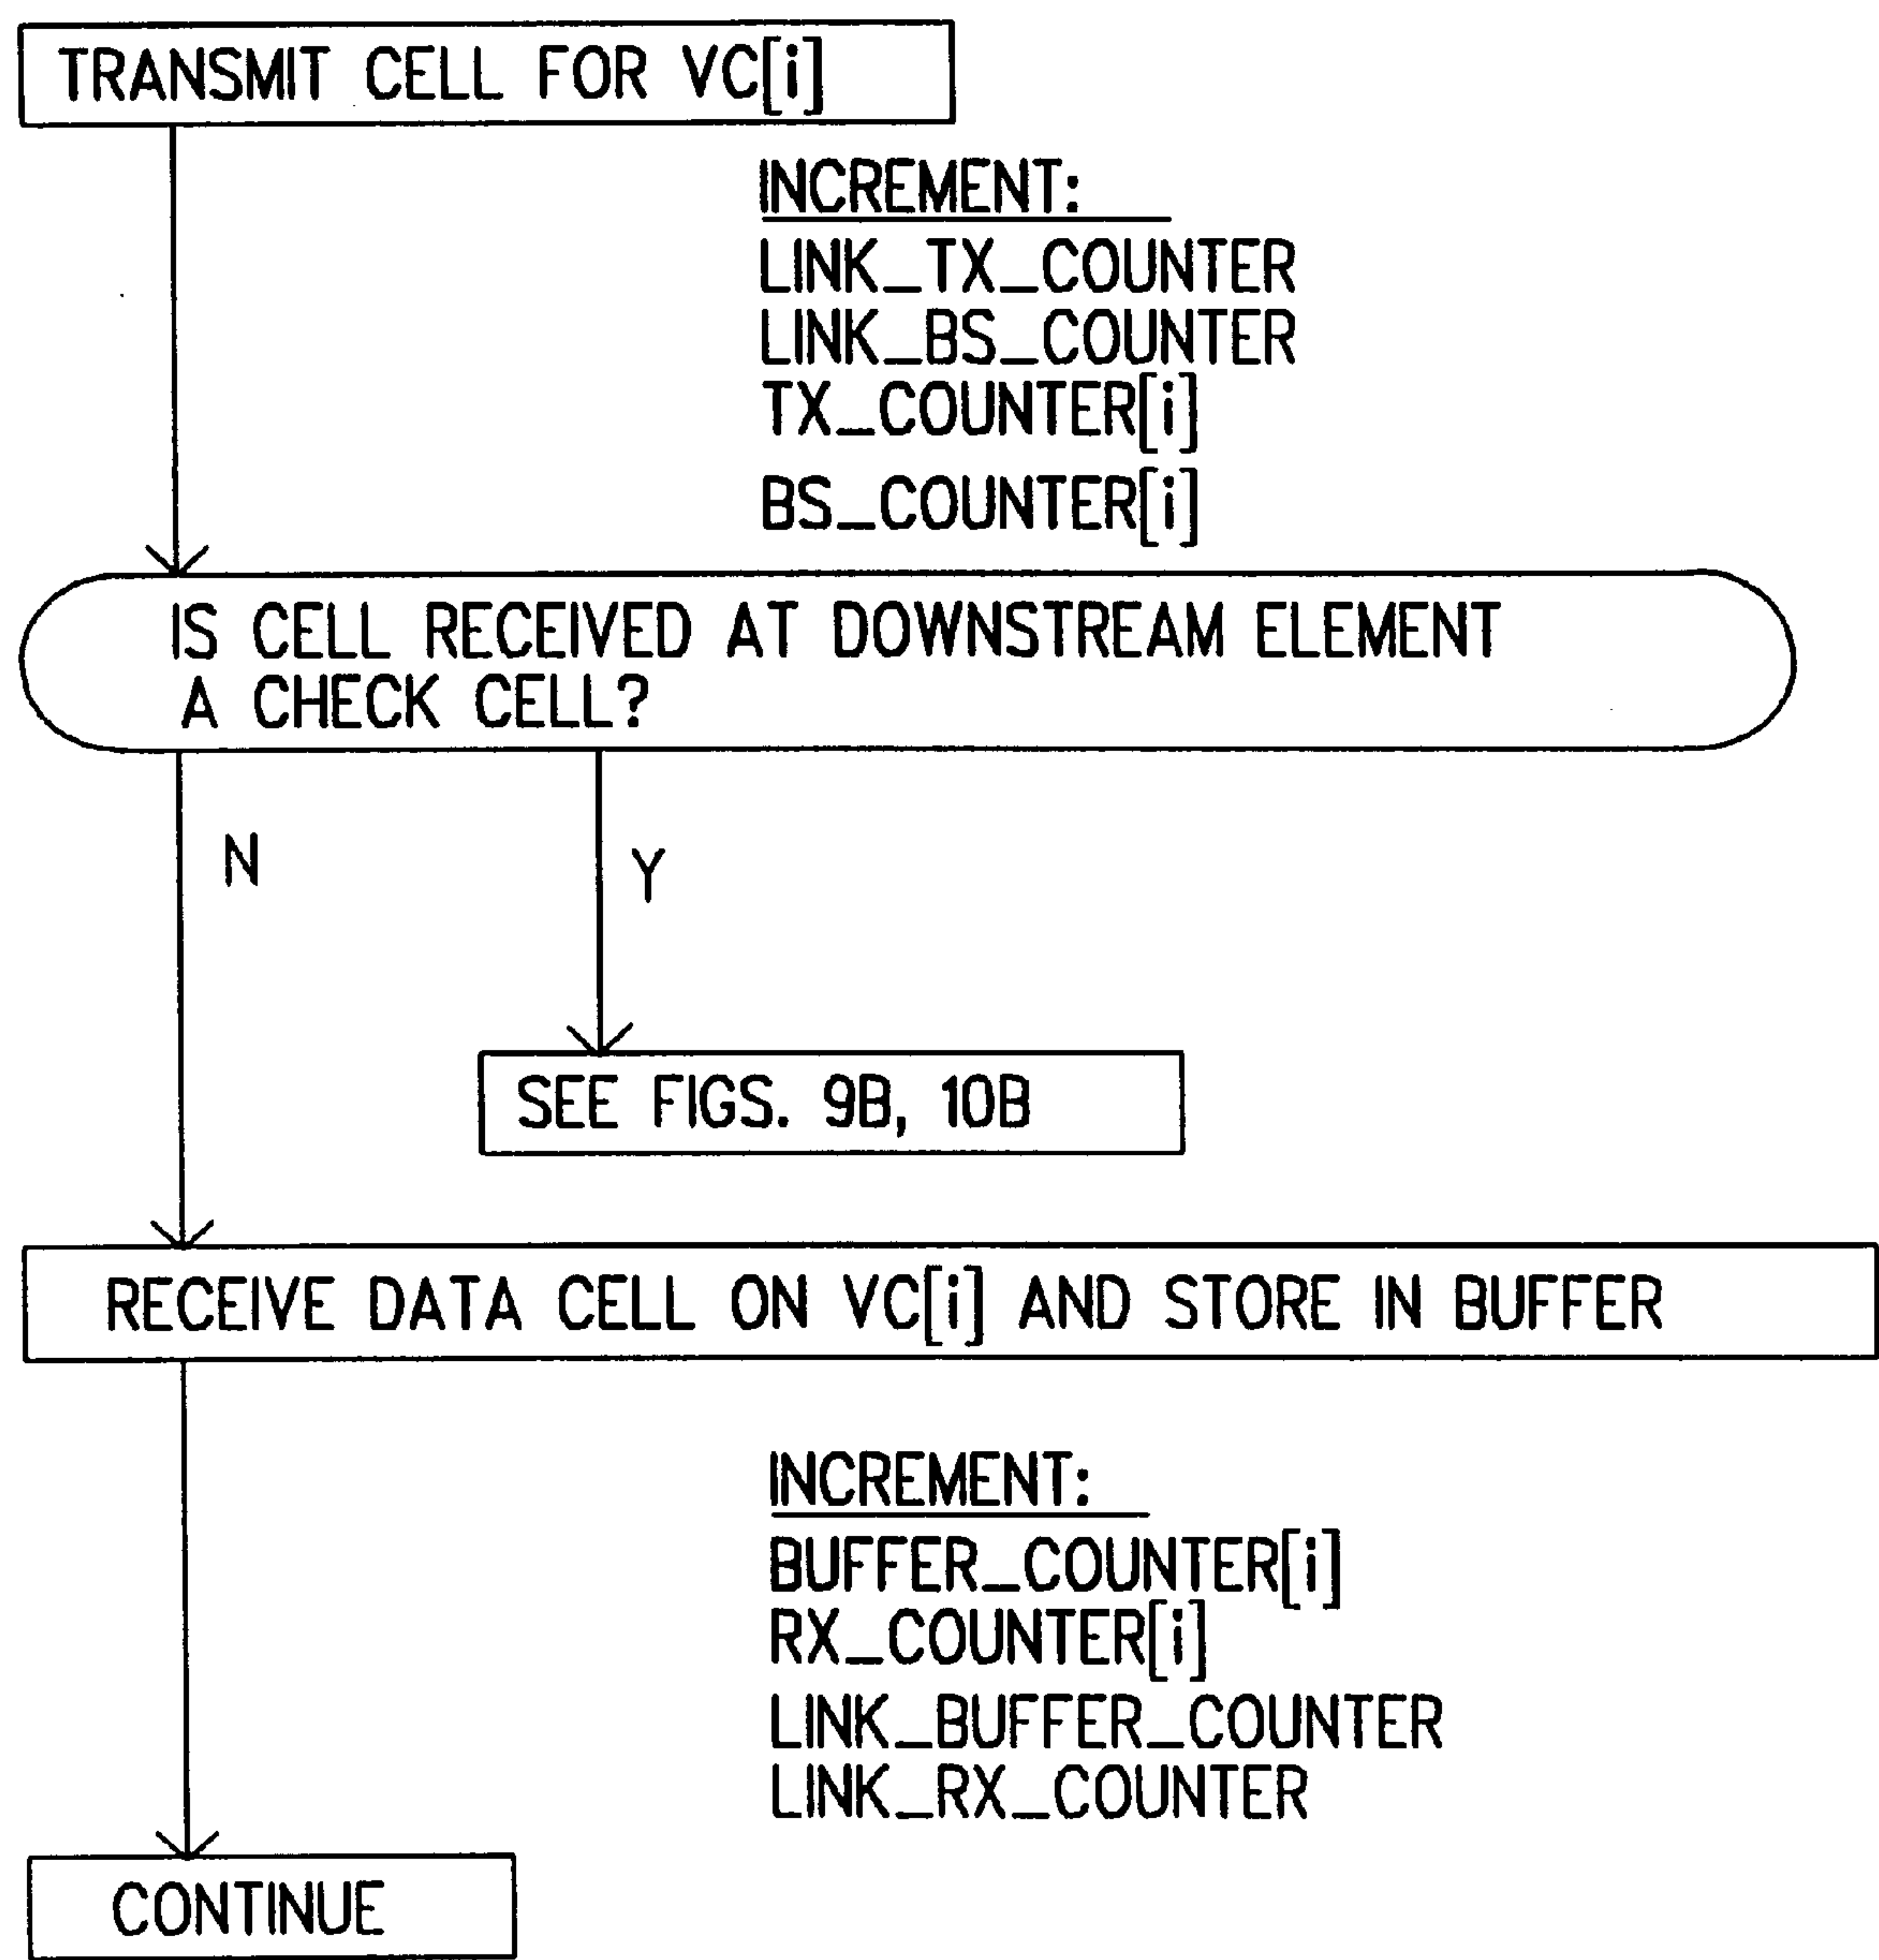 TRANSMIT CELL FOR VC[i]
INCREMENT:
LINK_TX_COUNTER
LINK_BS_COUNTER
TX_COUNTER[i]
BS_COUNTER[i]
IS CELL RECEIVED AT DOWNSTREAM ELEMENT
A CHECK CELL?
N
Y
SEE FIGS. 9B, 10B
RECEIVE DATA CELL ON VC[i] AND STORE IN BUFFER
INCREMENT:
BUFFER_COUNTER[i]
RX_COUNTER[i]
LINK_BUFFER_COUNTER
LINK_RX_COUNTER
CONTINUE